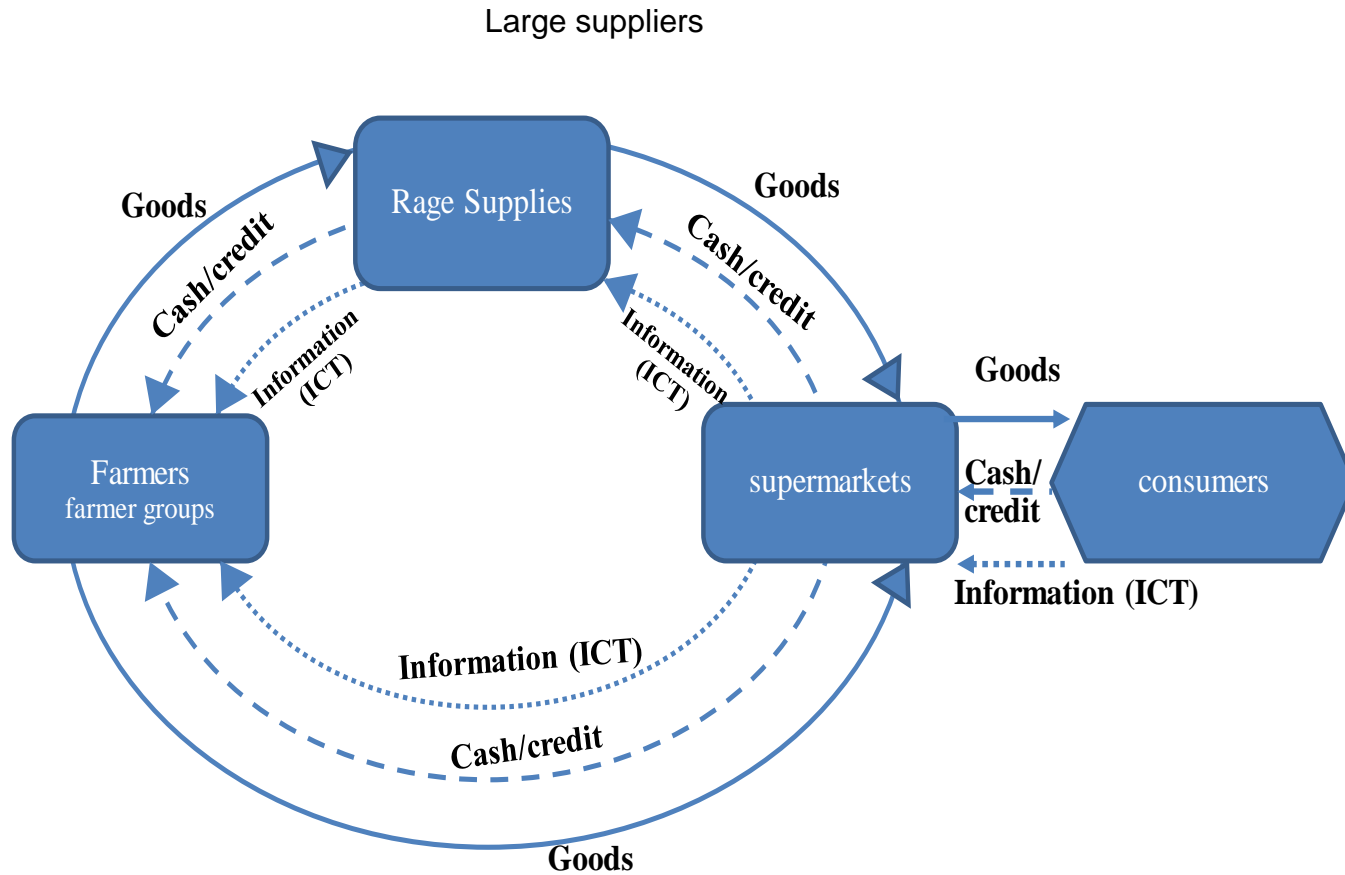 Large suppliers
Rage Supplies
Goods
Goods
Cash/credit
Cash/credit
Information
(ICT)
Information
(ICT)
Goods
Farmers
farmer groups
supermarkets
Cash/
credit
consumers
Information (ICT)
Information (ICT)
Cash/credit
Goods